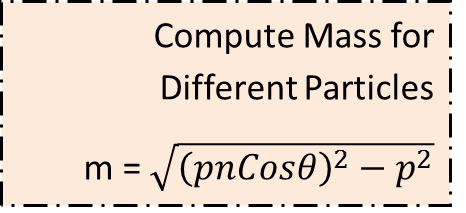 Compute Mass for
Different Particles
m = √(pnCosθ)² − p²